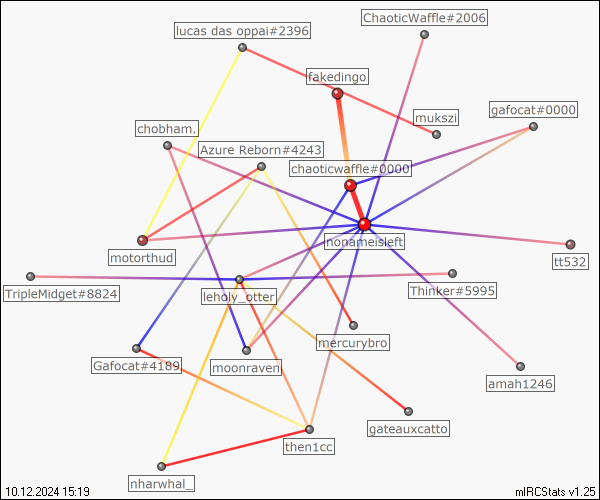 ChaoticWaffle#2006
lucas das oppai#2396
fakedingo
mukszi
gafocat#0000
chobham.
Azure Reborn#4243
chaoticwaffle#0000
nonameisleft
motorthud
tt532
TripleMidget#8824
leholy_otter
Thinker#5995
mercurybro
Gafocat#4189
moonraven
amah1246
gateauxcatto
then1cc
nharwhal_
10.12.2024 15:19
mIRCStats v1.25